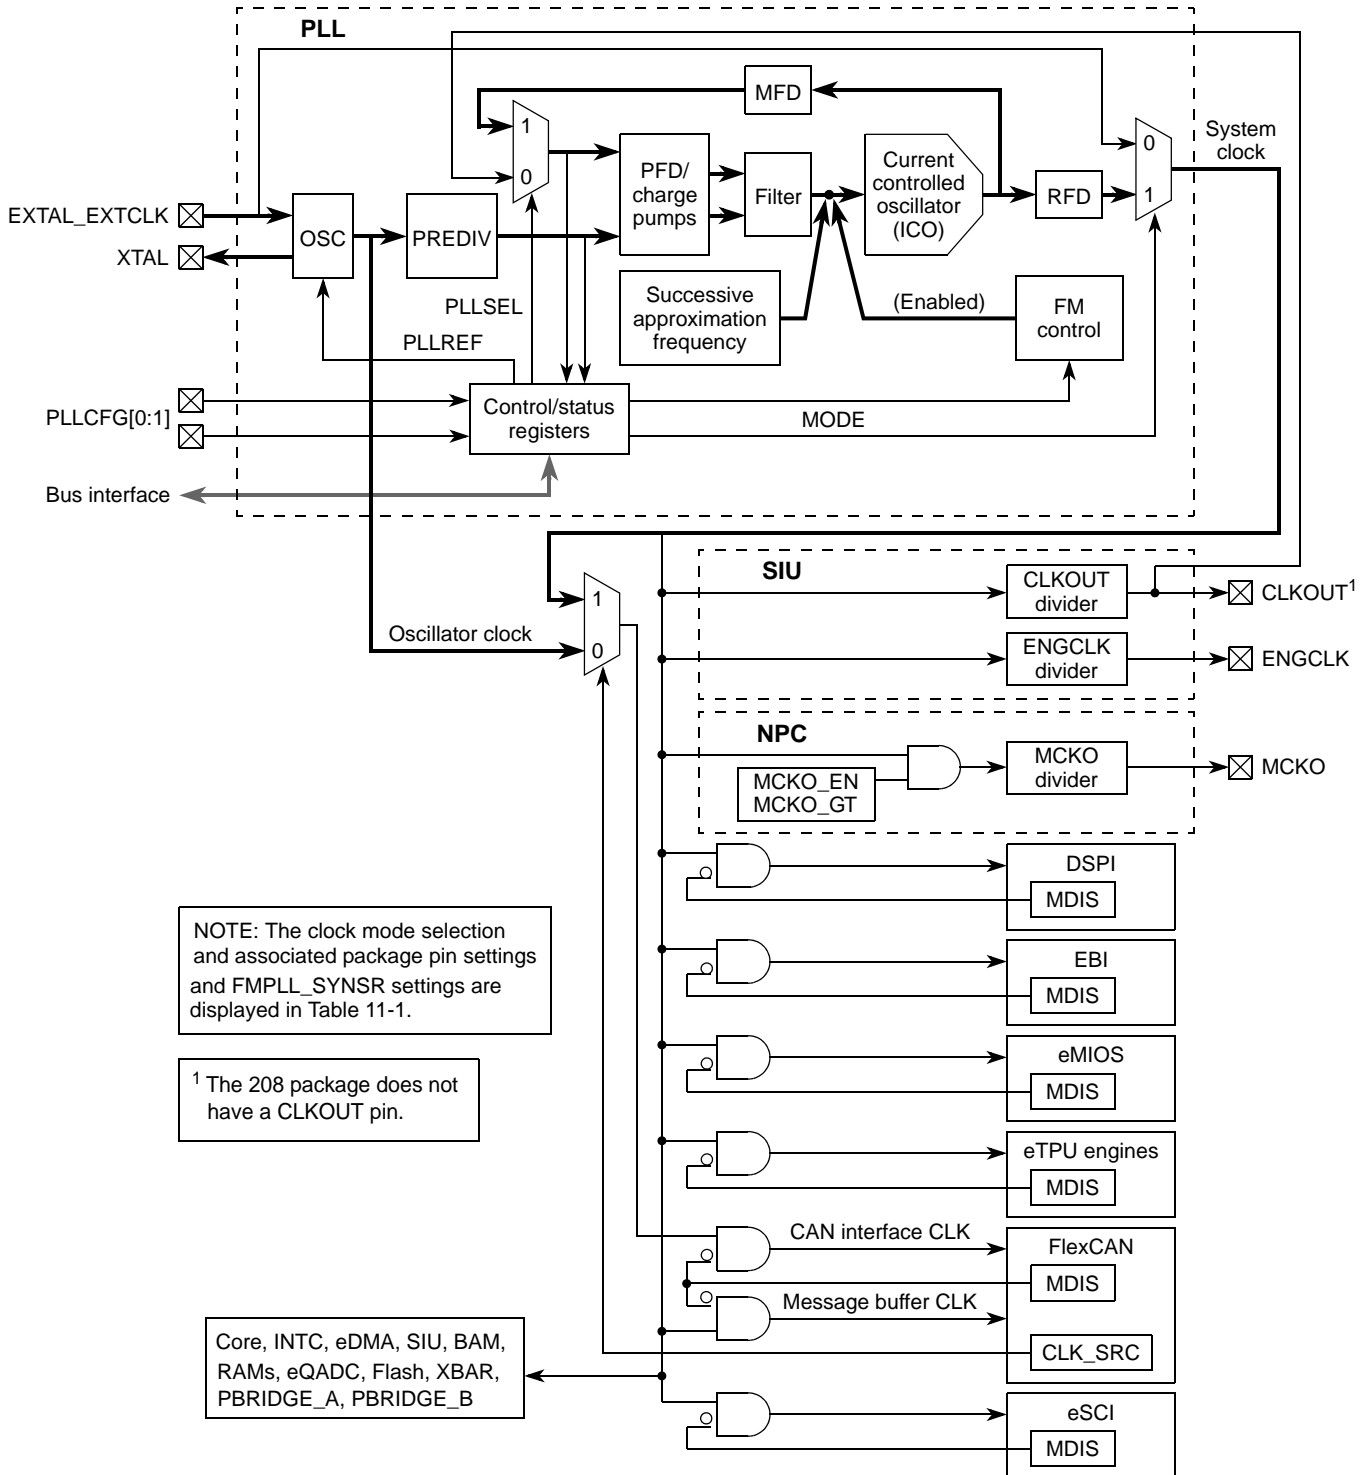 PLL
MFD
1
0
PFD/
charge
pumps
Filter
Current
controlled
oscillator
(ICO)
RFD
0
1
System
clock
EXTAL_EXTCLK
XTAL
OSC
PREDIV
PLLSEL
PLLREF
Successive
approximation
frequency
(Enabled)
FM
control
PLLCFG[0:1]
Control/status
registers
MODE
Bus interface
SIU
CLKOUT
divider
CLKOUT1
1
0
Oscillator clock
ENGCLK
divider
ENGCLK
NPC
MCKO_EN
MCKO_GT
MCKO
divider
MCKO
DSPI
MDIS
NOTE: The clock mode selection
and associated package pin settings
and FMPLL_SYNSR settings are
displayed in Table 11-1.
EBI
MDIS
eMIOS
MDIS
1 The 208 package does not
have a CLKOUT pin.
eTPU engines
MDIS
CAN interface CLK
FlexCAN
MDIS
Message buffer CLK
CLK_SRC
Core, INTC, eDMA, SIU, BAM,
RAMs, eQADC, Flash, XBAR,
PBRIDGE_A, PBRIDGE_B
eSCI
MDIS